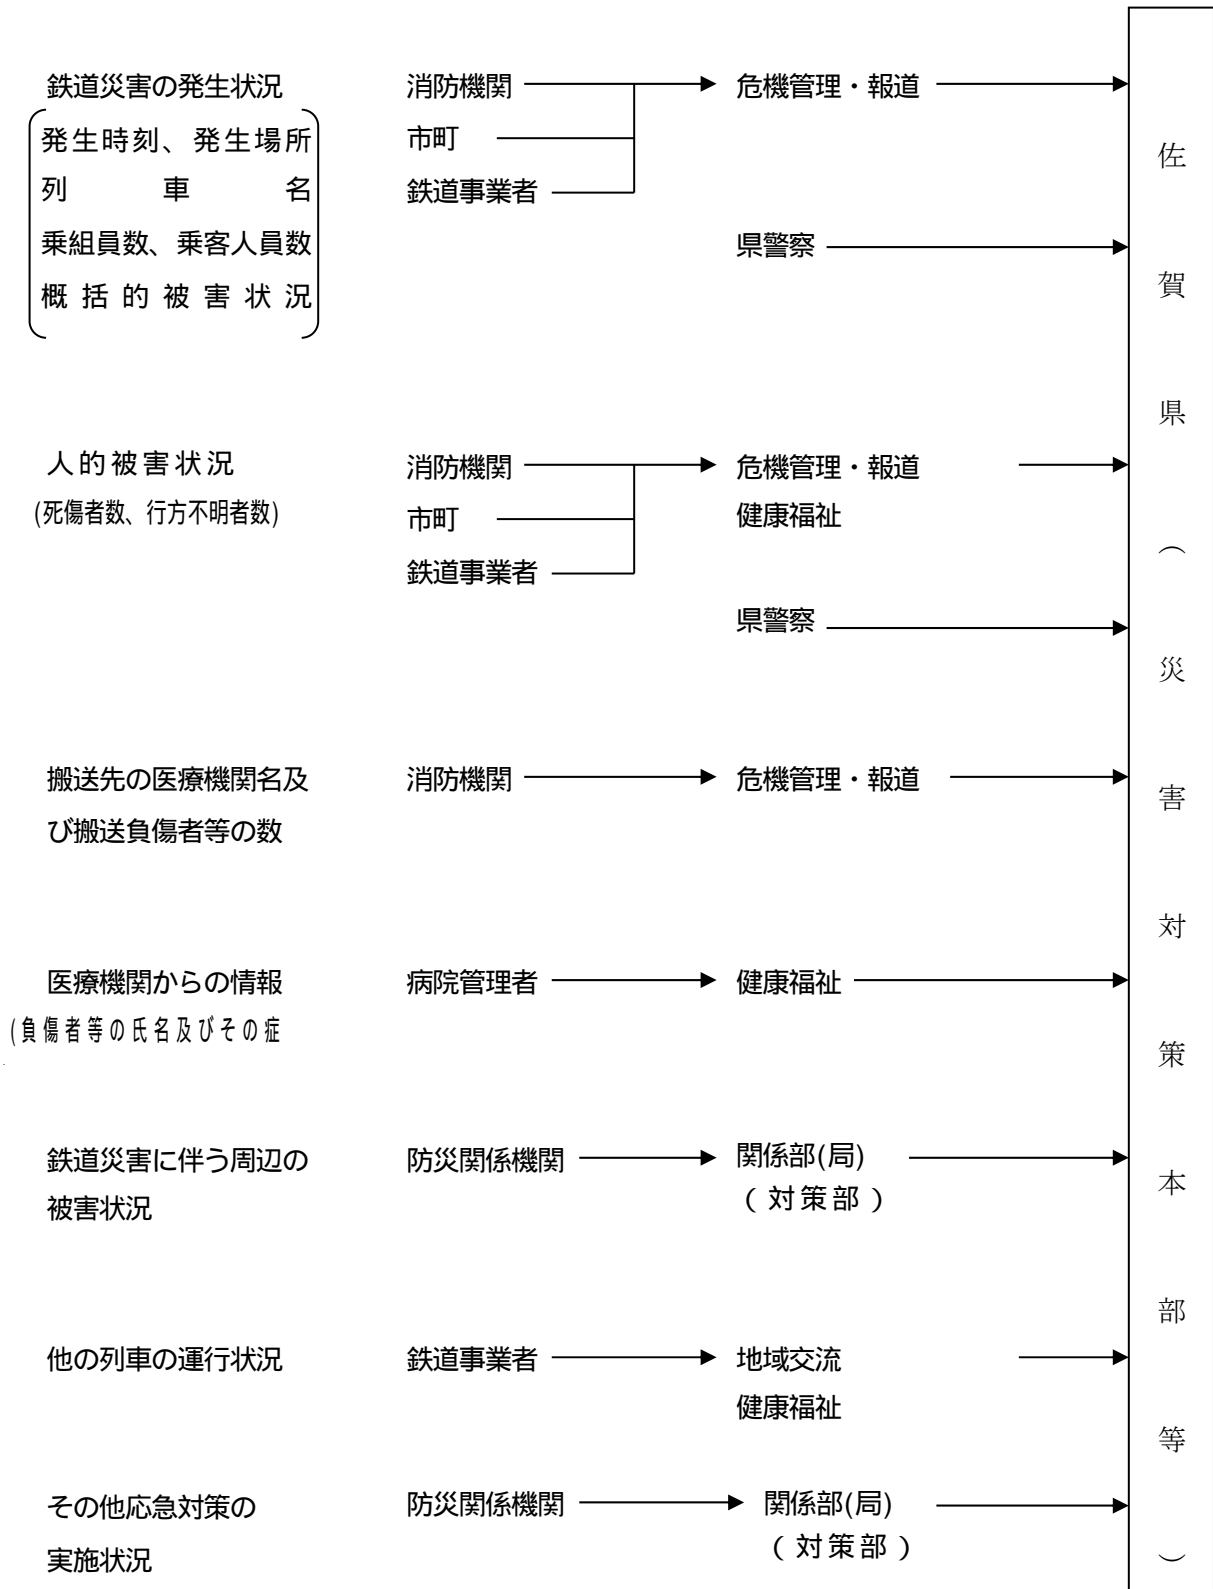 鉄道災害の発生状況 消防機関 危機管理・報道
発生時刻、発生場所 市町
列車名 鉄道事業者
乗組員数、乗客人員数 県警察
概括的被害状況
人的被害状況 消防機関 危機管理・報道
(死傷者数、行方不明者数) 市町 健康福祉
鉄道事業者
県警察
搬送先の医療機関名及 消防機関 危機管理・報道
び搬送負傷者等の数
医療機関からの情報 病院管理者 健康福祉
(負傷者等の氏名及びその症
鉄道災害に伴う周辺の 防災関係機関 関係部(局)
被害状況 (対策部)
他の列車の運行状況 鉄道事業者 地域交流
健康福祉
その他応急対策の 防災関係機関 関係部(局)
実施状況 (対策部)
佐賀県(災害対策本部等)